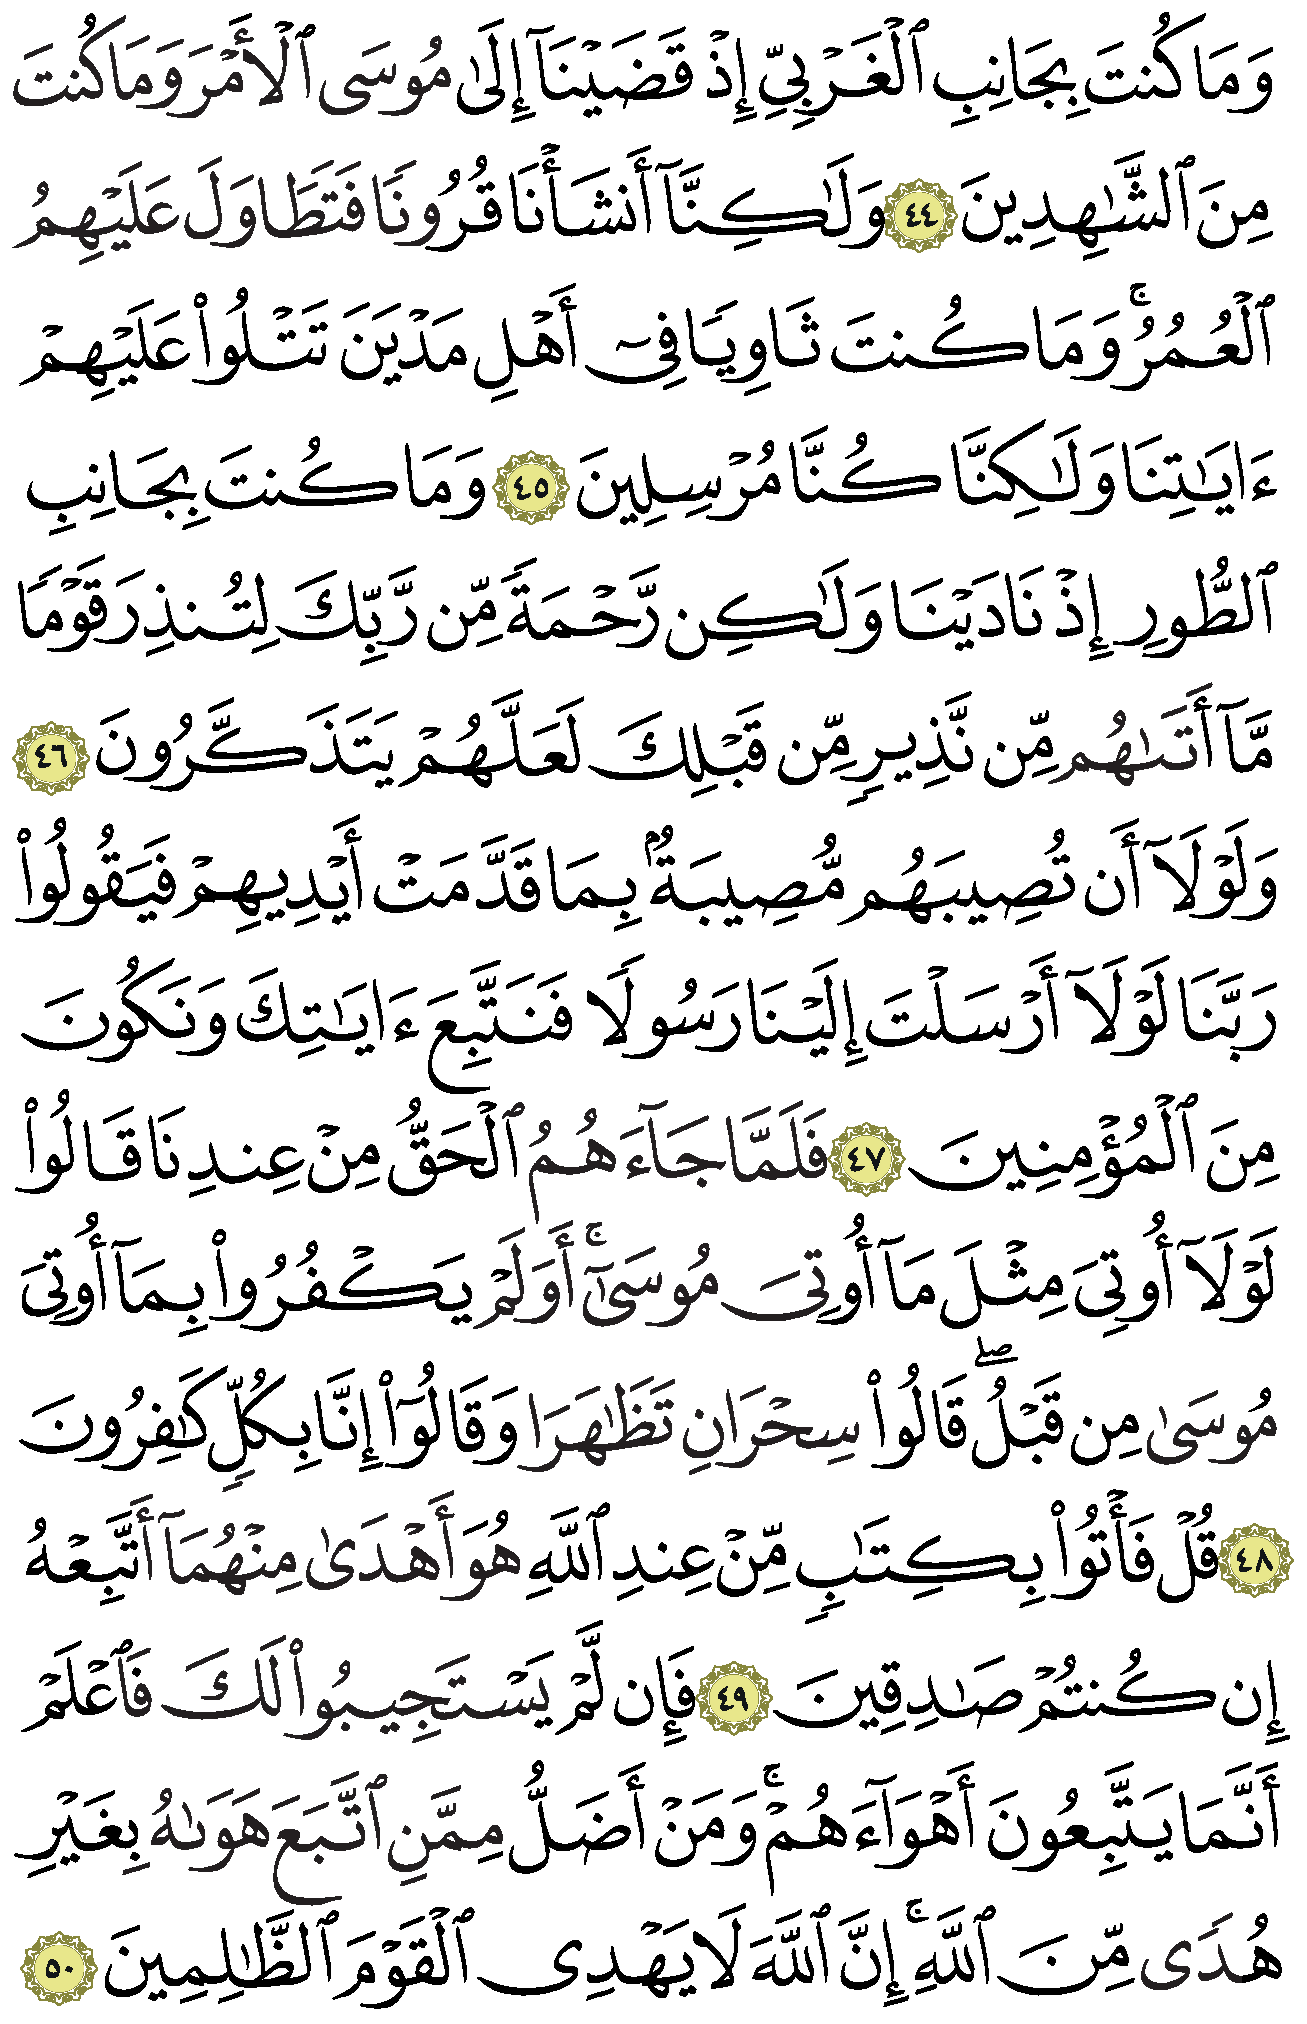 وَمَا كُنتَ بِجَانِبِ ٱلْغَرْبِيِّ إِذْ قَضَيْنَآ إِلَىٰ مُوسَى ٱلْأَمْرَ وَمَا كُنتَ
مِنَ ٱلشَّـٰهِدِينَ ٤٤ وَلَـٰكِنَّآ أَنشَأْنَا قُرُونًا فَتَطَاوَلَ عَلَيْهِمُ
ٱلْعُمُرُ ۚ وَمَا كُنتَ ثَاوِيًا فِىٓ أَهْلِ مَدْيَنَ تَتْلُوا۟ عَلَيْهِمْ
ءَايَـٰتِنَا وَلَـٰكِنَّا كُنَّا مُرْسِلِينَ ٤٥ وَمَا كُنتَ بِجَانِبِ
ٱلطُّورِ إِذْ نَادَيْنَا وَلَـٰكِن رَّحْمَةً مِّن رَّبِّكَ لِتُنذِرَ قَوْمًا
مَّآ أَتَىٰهُم مِّن نَّذِيرٍ مِّن قَبْلِكَ لَعَلَّهُمْ يَتَذَكَّرُونَ ٤٦
وَلَوْلَآ أَن تُصِيبَهُم مُّصِيبَةٌۢ بِمَا قَدَّمَتْ أَيْدِيهِمْ فَيَقُولُوا۟
رَبَّنَا لَوْلَآ أَرْسَلْتَ إِلَيْنَا رَسُولًا فَنَتَّبِعَ ءَايَـٰتِكَ وَنَكُونَ
مِنَ ٱلْمُؤْمِنِينَ ٤٧ فَلَمَّا جَآءَهُمُ ٱلْحَقُّ مِنْ عِندِنَا قَالُوا۟
لَوْلَآ أُوتِىَ مِثْلَ مَآ أُوتِىَ مُوسَىٰٓ ۚ أَوَلَمْ يَكْفُرُوا۟ بِمَآ أُوتِىَ
مُوسَىٰ مِن قَبْلُ ۖ قَالُوا۟ سِحْرَانِ تَظَـٰهَرَا وَقَالُوٓا۟ إِنَّا بِكُلٍّ كَـٰفِرُونَ
٤٨ قُلْ فَأْتُوا۟ بِكِتَـٰبٍ مِّنْ عِندِ ٱللَّهِ هُوَ أَهْدَىٰ مِنْهُمَآ أَتَّبِعْهُ
إِن كُنتُمْ صَـٰدِقِينَ ٤٩ فَإِن لَّمْ يَسْتَجِيبُوا۟ لَكَ فَٱعْلَمْ
أَنَّمَا يَتَّبِعُونَ أَهْوَآءَهُمْ ۚ وَمَنْ أَضَلُّ مِمَّنِ ٱتَّبَعَ هَوَىٰهُ بِغَيْرِ
هُدًى مِّنَ ٱللَّهِ ۚ إِنَّ ٱللَّهَ لَا يَهْدِى ٱلْقَوْمَ ٱلظَّـٰلِمِينَ ٥٠